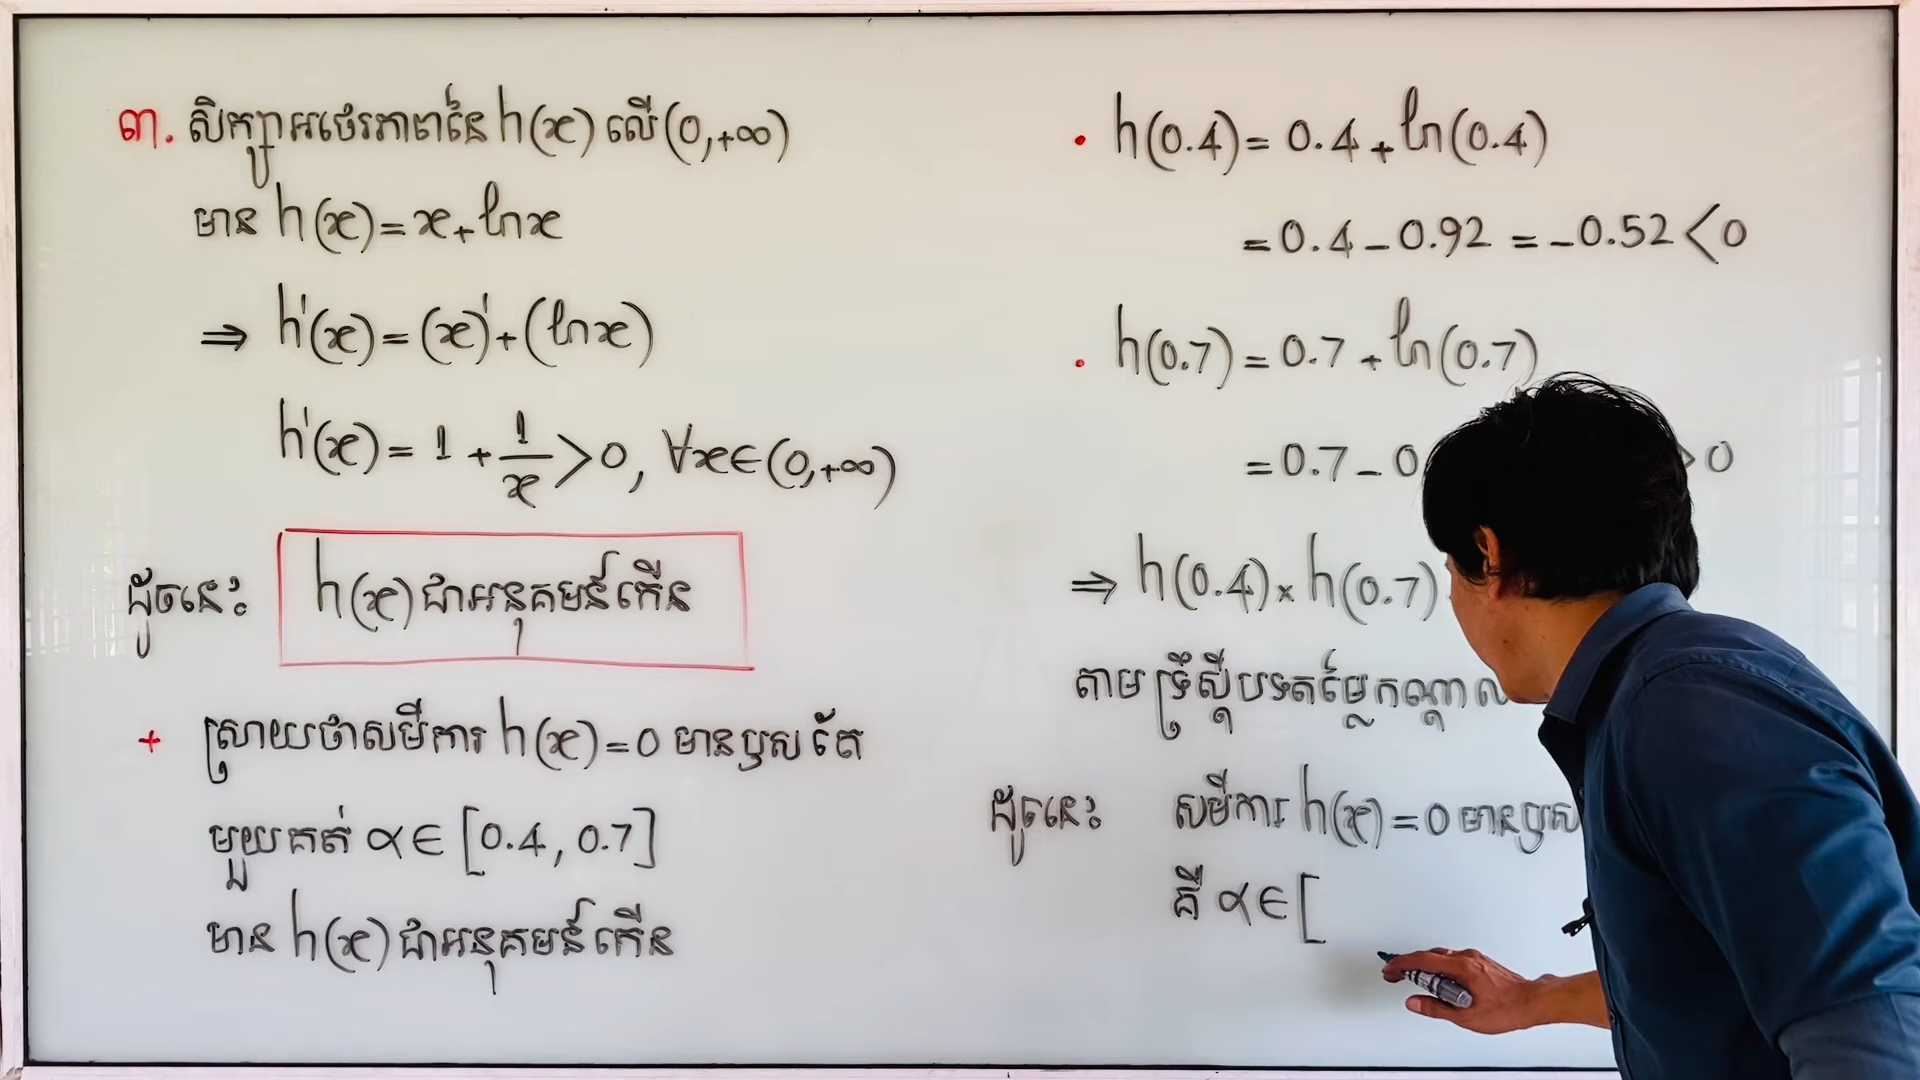 ៣. សិក្សាអថេរភាពនៃ h(x) លើ (0,+∞)
មាន h(x) = x + ln x
⇒ h'(x) = (x)' + (ln x)
h'(x) = 1 + 1/x > 0, ∀x ∈ (0,+∞)
ដូចនេះ h(x) ជាអនុគមន៍កើន
+ ស្រាយថាសមីការ h(x) = 0 មានឫសតែ
មួយគត់ α ∈ [0.4, 0.7]
មាន h(x) ជាអនុគមន៍កើន
• h(0.4) = 0.4 + ln(0.4)
= 0.4 - 0.92 = -0.52 < 0
• h(0.7) = 0.7 + ln(0.7)
= 0.7 - 0 > 0
⇒ h(0.4) × h(0.7)
តាមទ្រឹស្តីបទតម្លៃកណ្តាល
ដូចនេះ សមីការ h(x) = 0 មានឫស
គឺ α ∈ [